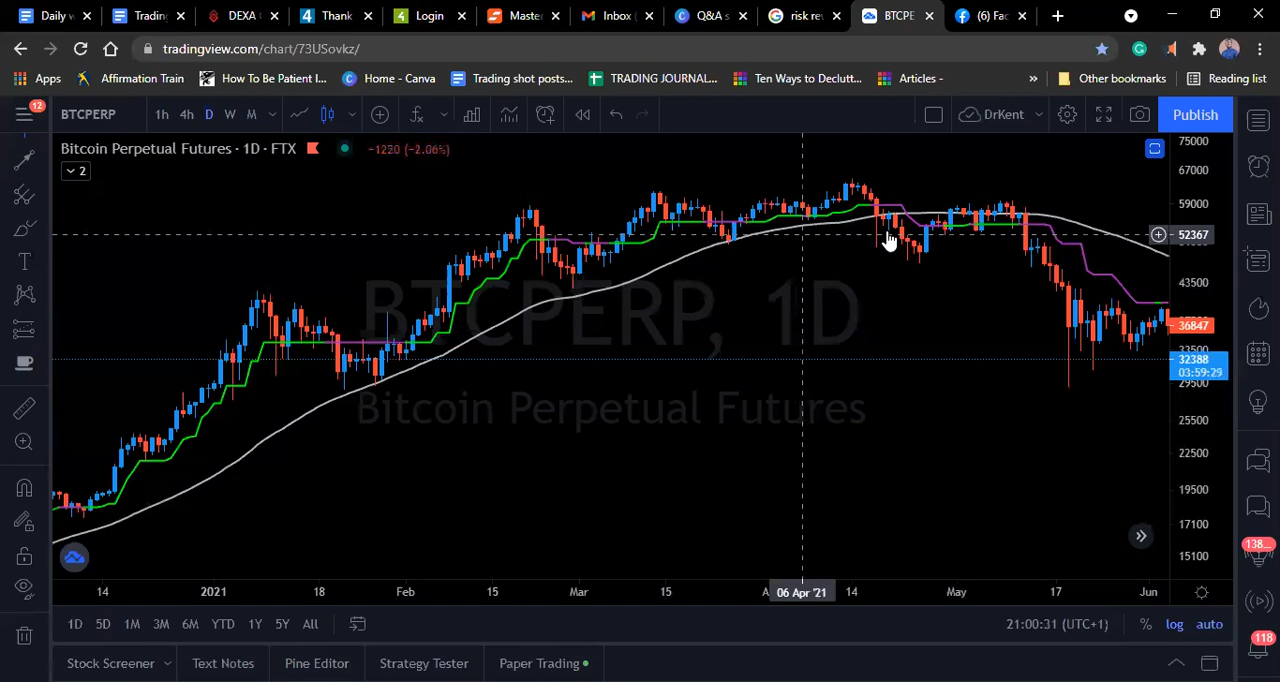 Daily v
Trading
DEXA
Thank
Login
Master
Inbox (
Q&A s
risk re
BTCPE
(6) Fac
tradingview.com/chart/73USovkz/
Apps
Affirmation Train
How To Be Patient I...
Home - Canva
Trading shot posts...
TRADING JOURNAL...
Ten Ways to Declutt...
Articles -
»
Other bookmarks
Reading list
12
BTCPERP
1h 4h D W M
DrKent
Publish
Bitcoin Perpetual Futures · 1D · FTX
−1220 (−2.06%)
2
BTCPERP, 1D
Bitcoin Perpetual Futures
75000
67000
59000
52367
43500
36847
32388
03:59:29
29500
25500
22500
19500
17100
15100
14 2021 18 Feb 15 Mar 15 06 Apr '21 14 May 17 Jun
1D 5D 1M 3M 6M YTD 1Y 5Y All
21:00:31 (UTC+1)
% log auto
Stock Screener
Text Notes
Pine Editor
Strategy Tester
Paper Trading
138...
118